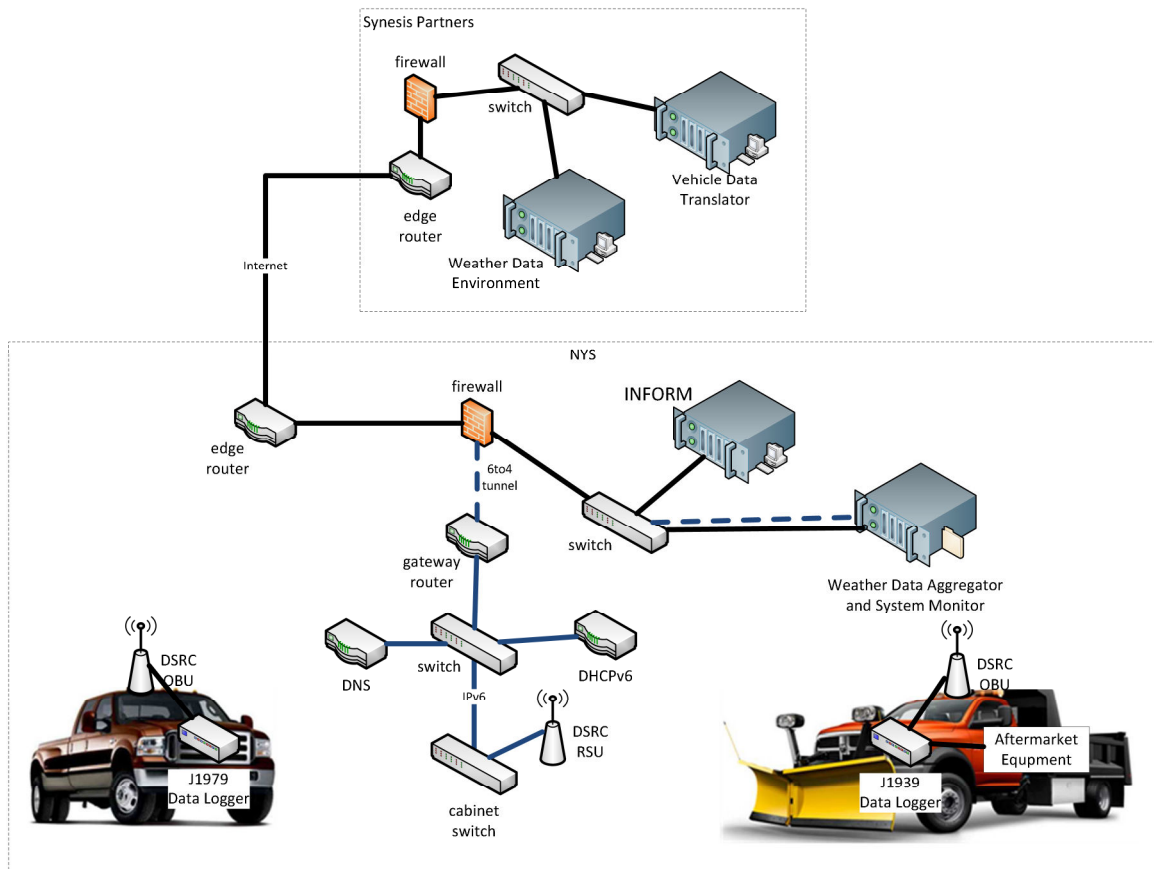 Synesis Partners
firewall
switch
Vehicle Data
Translator
edge
router
Weather Data
Environment
Internet
NYS
firewall
INFORM
edge
router
6to4
tunnel
switch
gateway
router
Weather Data Aggregator
and System Monitor
DSRC
OBU
DNS
switch
DHCPv6
IPv6
DSRC
RSU
J1979
Data Logger
cabinet
switch
DSRC
OBU
Aftermarket
Equpment
J1939
Data Logger